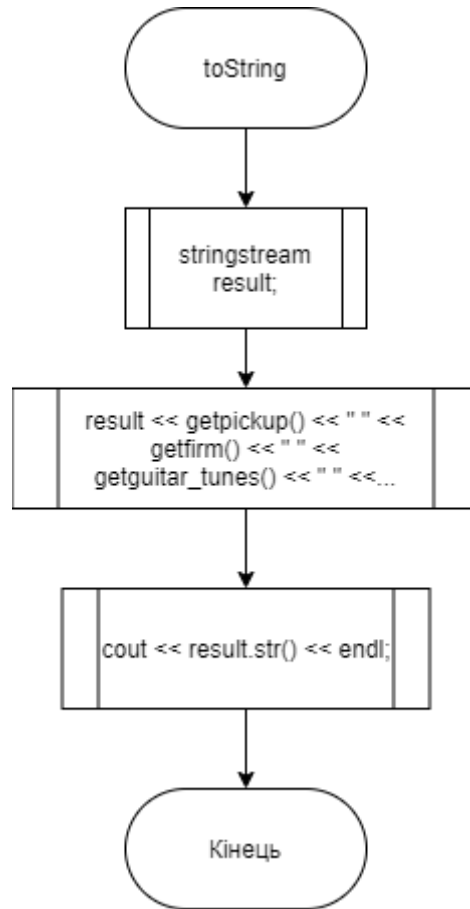 toString
stringstream
result;
result << getpickup() << " " <<
getfirm() << " " <<
getguitar_tunes() << " " <<...
cout << result.str() << endl;
Кінець